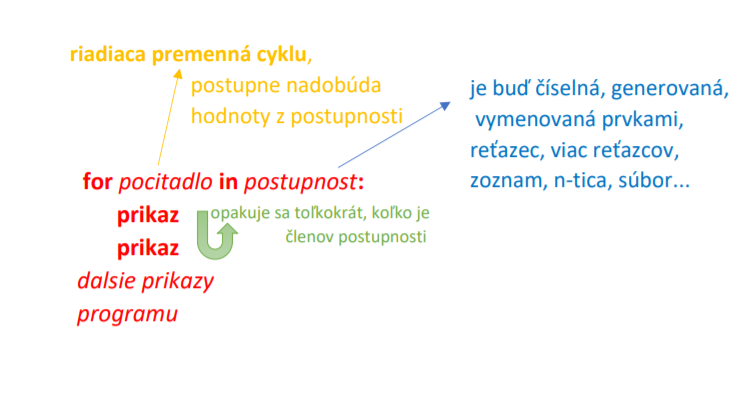 riadiaca premenná cyklu,
postupne nadobúda
hodnoty z postupnosti
je buď číselná, generovaná,
vymenovaná prvkami,
reťazec, viac reťazcov,
zoznam, n-tica, súbor...
for pocitadlo in postupnost:
prikaz
opakuje sa toľkokrát, koľko je
členov postupnosti
prikaz
dalsie prikazy
programu